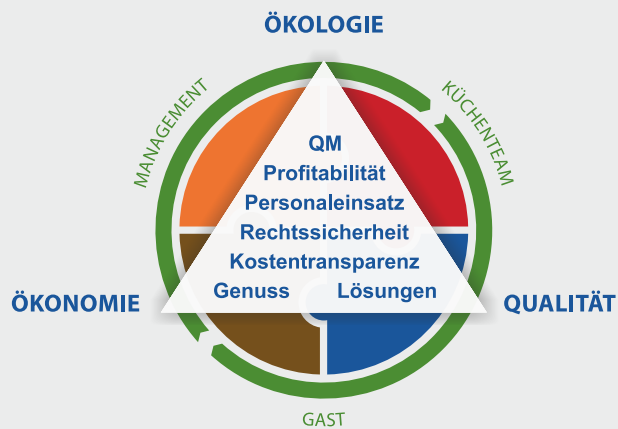 ÖKOLOGIE
MANAGEMENT
KÜCHENTEAM
QM
Profitabilität
Personaleinsatz
Rechtssicherheit
Kostentransparenz
Genuss Lösungen
ÖKONOMIE
QUALITÄT
GAST